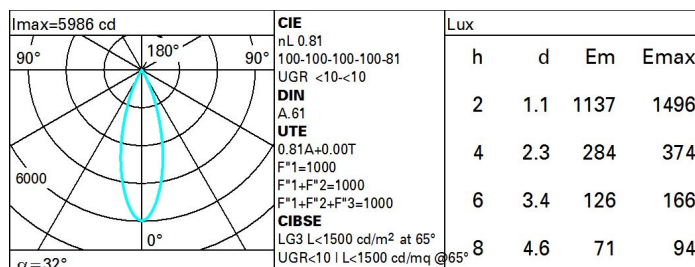 Imax=5986 cd
90° 180° 90°
6000
0°
α=32°
CIE
nL 0.81
100-100-100-100-81
UGR <10-<10
DIN
A.61
UTE
0.81A+0.00T
F"1=1000
F"1+F"2=1000
F"1+F"2+F"3=1000
CIBSE
LG3 L<1500 cd/m² at 65°
UGR<10 | L<1500 cd/mq @65°
Lux
h d Em Emax
2 1.1 1137 1496
4 2.3 284 374
6 3.4 126 166
8 4.6 71 94